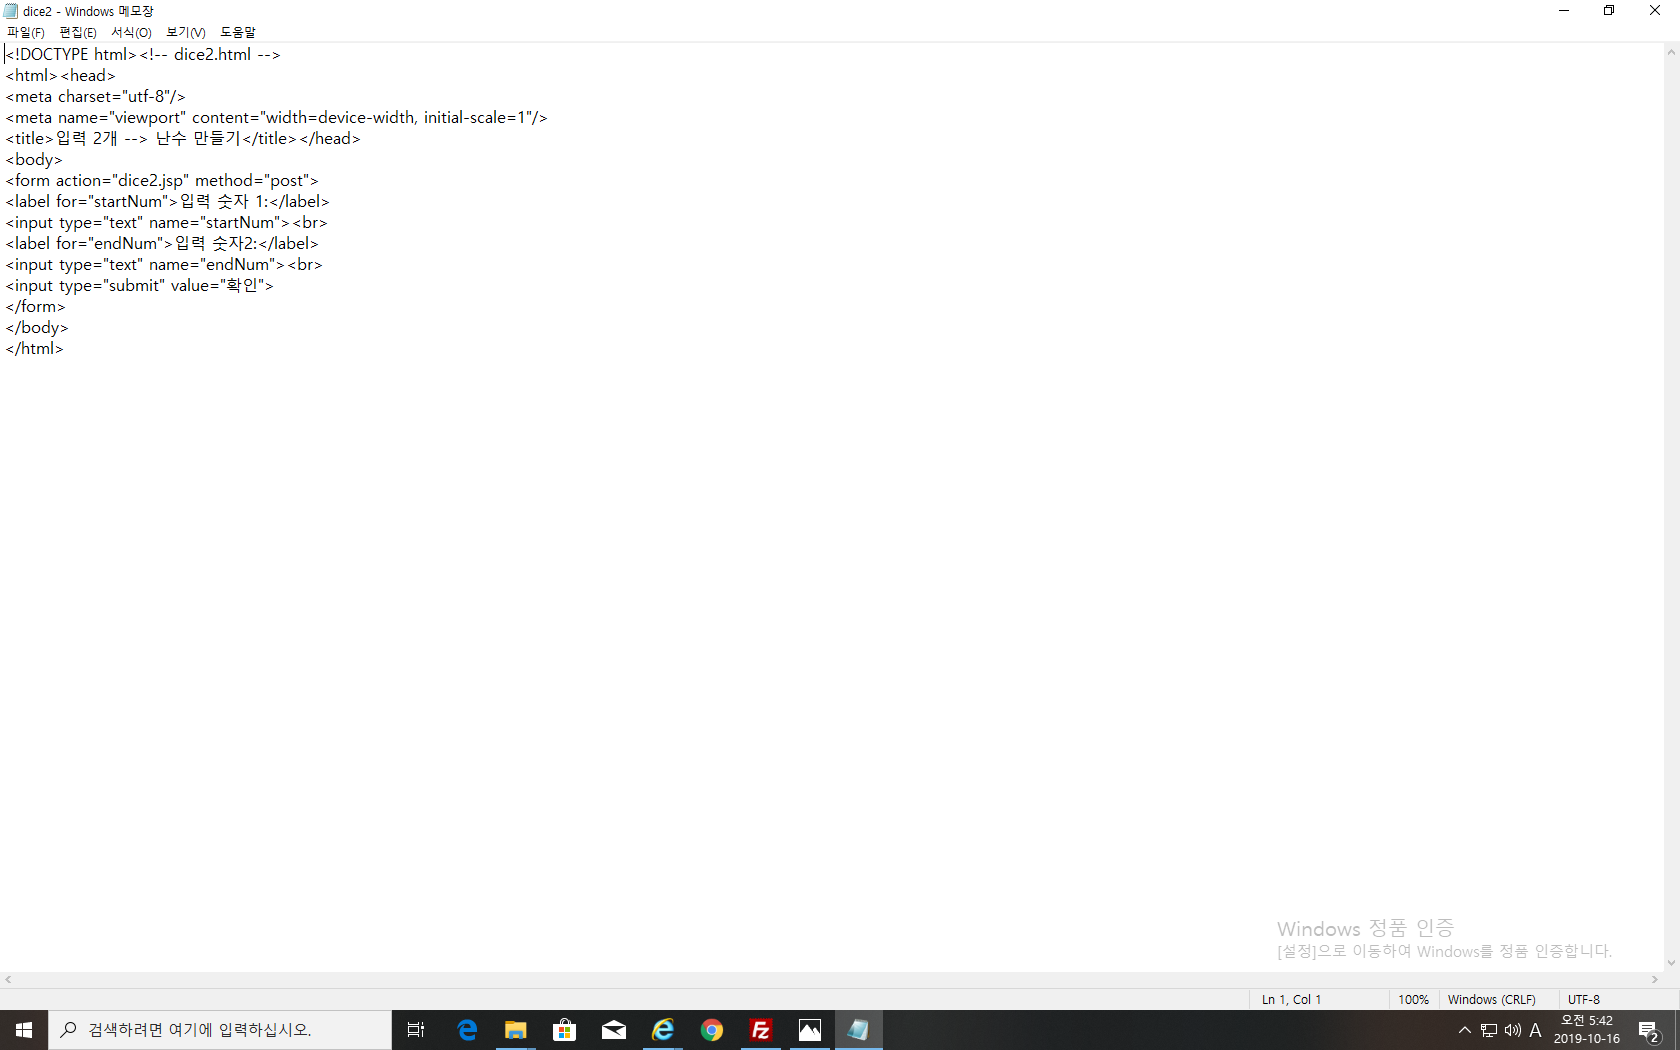 dice2 - Windows 메모장
파일(F) 편집(E) 서식(O) 보기(V) 도움말
<!DOCTYPE html><!-- dice2.html -->
<html><head>
<meta charset="utf-8"/>
<meta name="viewport" content="width=device-width, initial-scale=1"/>
<title>입력 2개 --> 난수 만들기</title></head>
<body>
<form action="dice2.jsp" method="post">
<label for="startNum">입력 숫자 1:</label>
<input type="text" name="startNum"><br>
<label for="endNum">입력 숫자2:</label>
<input type="text" name="endNum"><br>
<input type="submit" value="확인">
</form>
</body>
</html>
Windows 정품 인증
[설정]으로 이동하여 Windows를 정품 인증합니다.
Ln 1, Col 1 100% Windows (CRLF) UTF-8
검색하려면 여기에 입력하십시오.
A 오전 5:42
2019-10-16
2